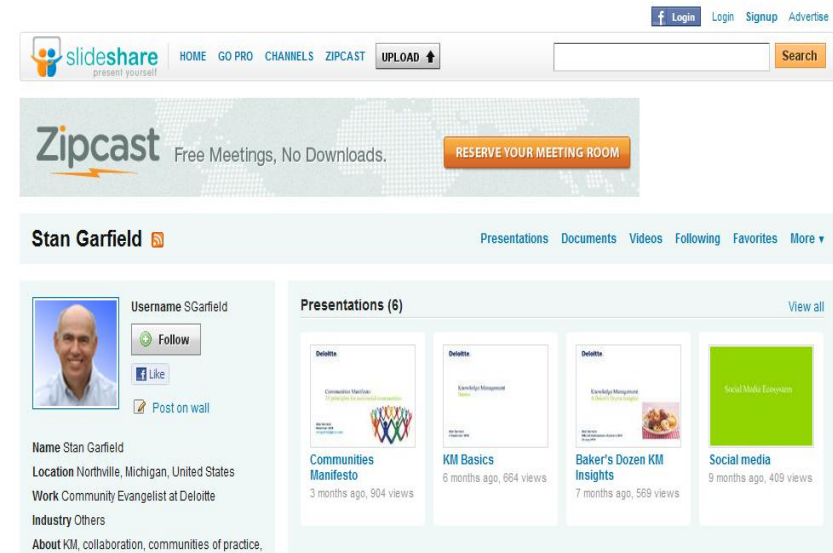 f Login Login Signup Advertise
slideshare
present yourself
HOME GO PRO CHANNELS ZIPCAST UPLOAD
Search
Zipcast Free Meetings, No Downloads. RESERVE YOUR MEETING ROOM
Stan Garfield
Presentations Documents Videos Following Favorites More
Username SGarfield
Follow
Like
Post on wall
Name Stan Garfield
Location Northville, Michigan, United States
Work Community Evangelist at Deloitte
Industry Others
About KM, collaboration, communities of practice,
Presentations (6) View all
Deloitte
Communities Manifesto
Communities
Manifesto
3 months ago, 904 views
Deloitte
Knowledge Management
KM Basics
6 months ago, 664 views
Deloitte
Knowledge Management
Baker's Dozen KM
Insights
7 months ago, 569 views
Social Media Ecosystem
Social media
9 months ago, 409 views